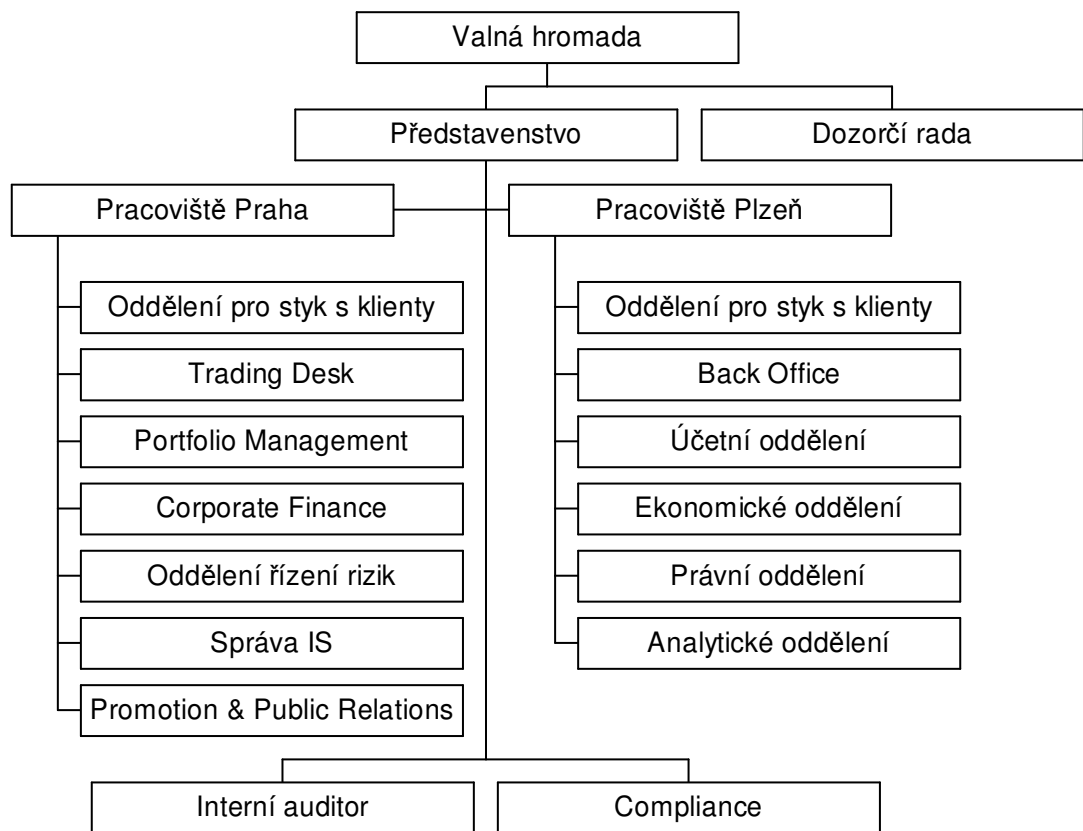 Valná hromada
Představenstvo
Dozorčí rada
Pracoviště Praha
Pracoviště Plzeň
Oddělení pro styk s klienty
Trading Desk
Portfolio Management
Corporate Finance
Oddělení řízení rizik
Správa IS
Promotion & Public Relations
Oddělení pro styk s klienty
Back Office
Účetní oddělení
Ekonomické oddělení
Právní oddělení
Analytické oddělení
Interní auditor
Compliance